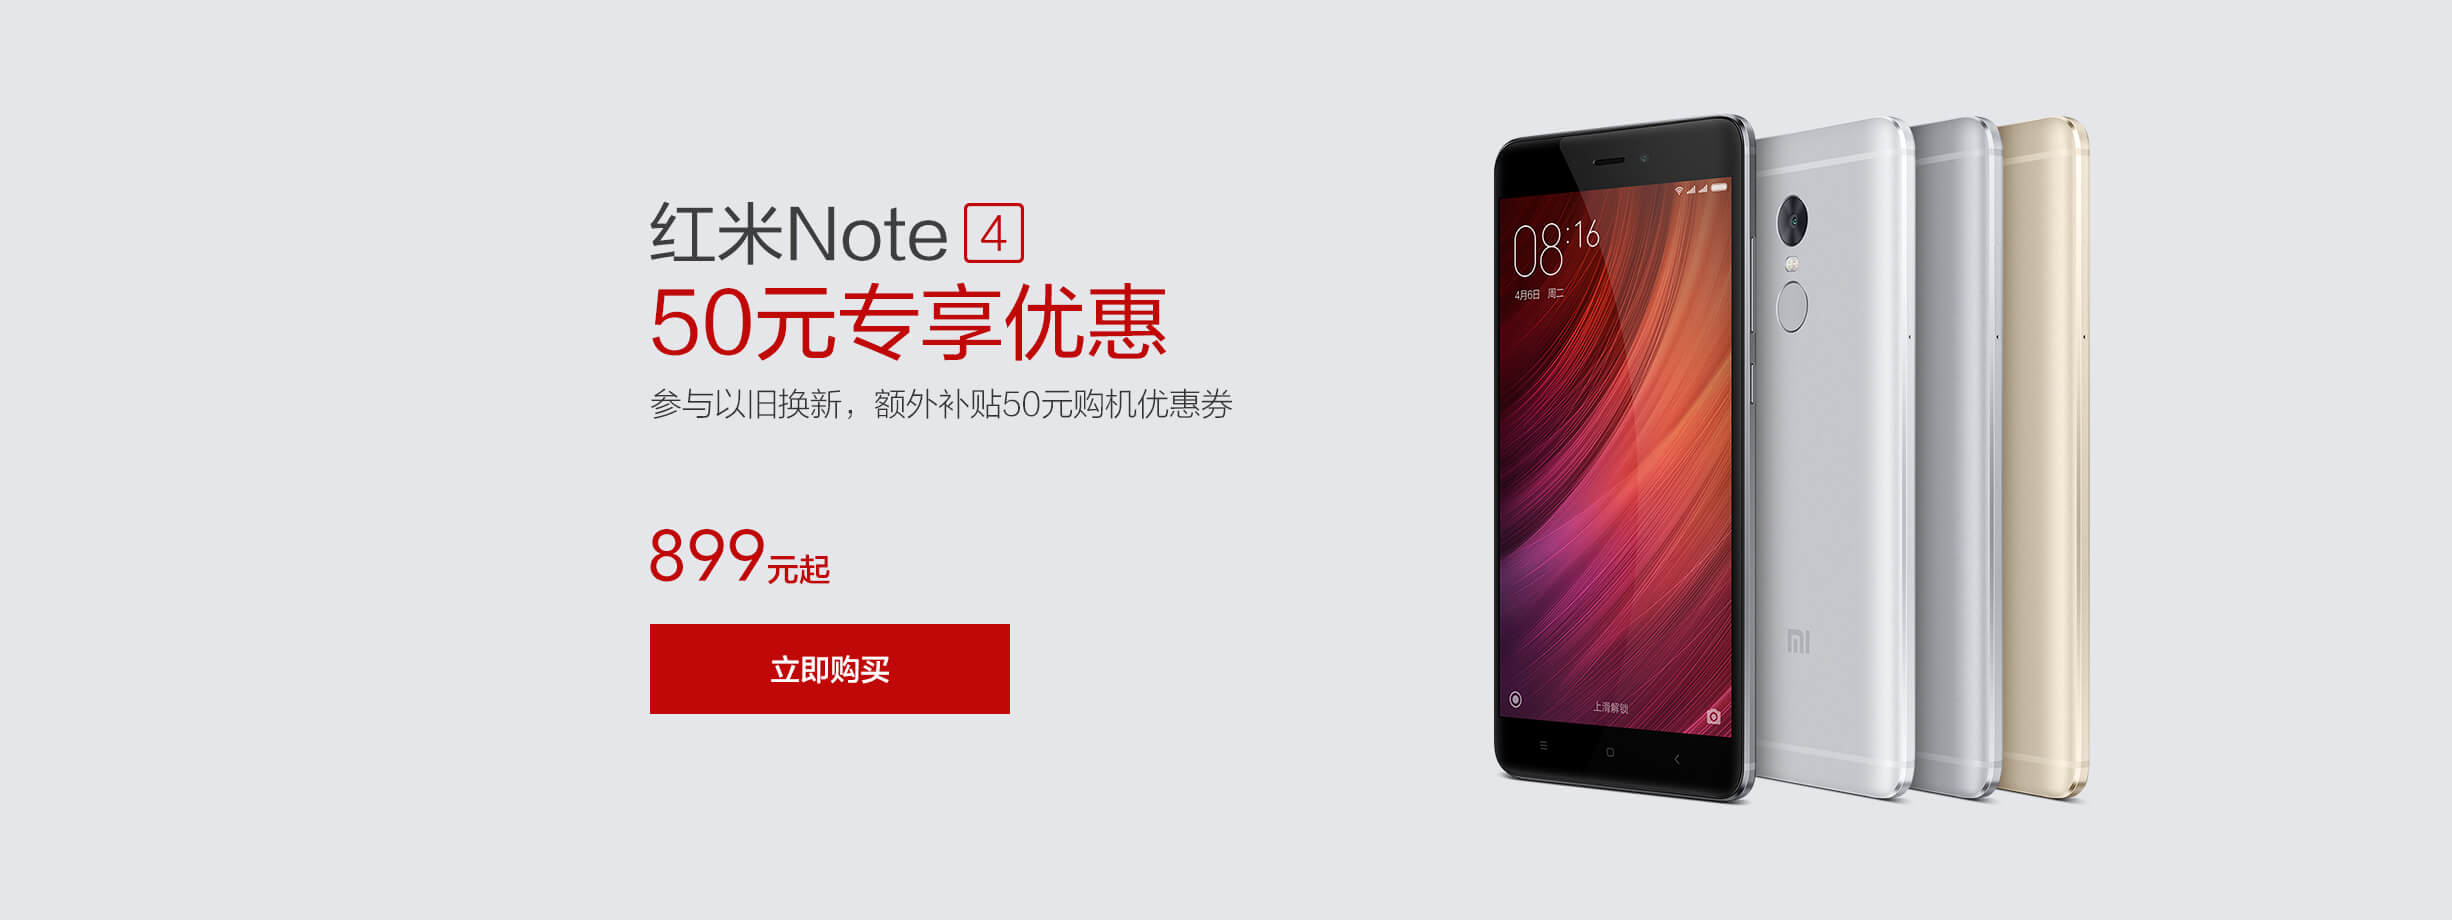 红米Note 4
50元专享优惠
参与以旧换新，额外补贴50元购机优惠券
899元起
立即购买
08:16
4月6日 周二
上滑解锁
MI